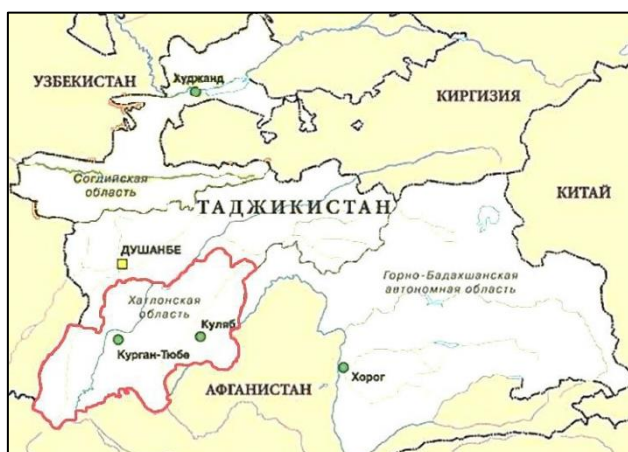 Худжанд
УЗБЕКИСТАН
КИРГИЗИЯ
Согдийская
область
КИТАЙ
ТАДЖИКИСТАН
ДУШАНБЕ
Горно-Бадахшанская
автономная область
Хатлонская
область
Куляб
Курган-Тюбе
Хорог
АФГАНИСТАН